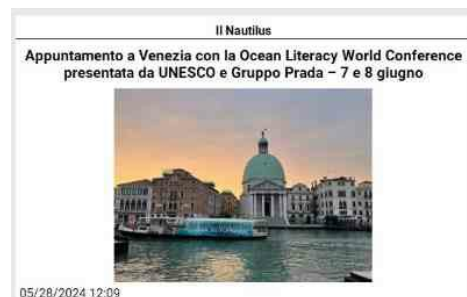 Il Nautilus
Appuntamento a Venezia con la Ocean Literacy World Conference
presentata da UNESCO e Gruppo Prada – 7 e 8 giugno
05/28/2024 12:09